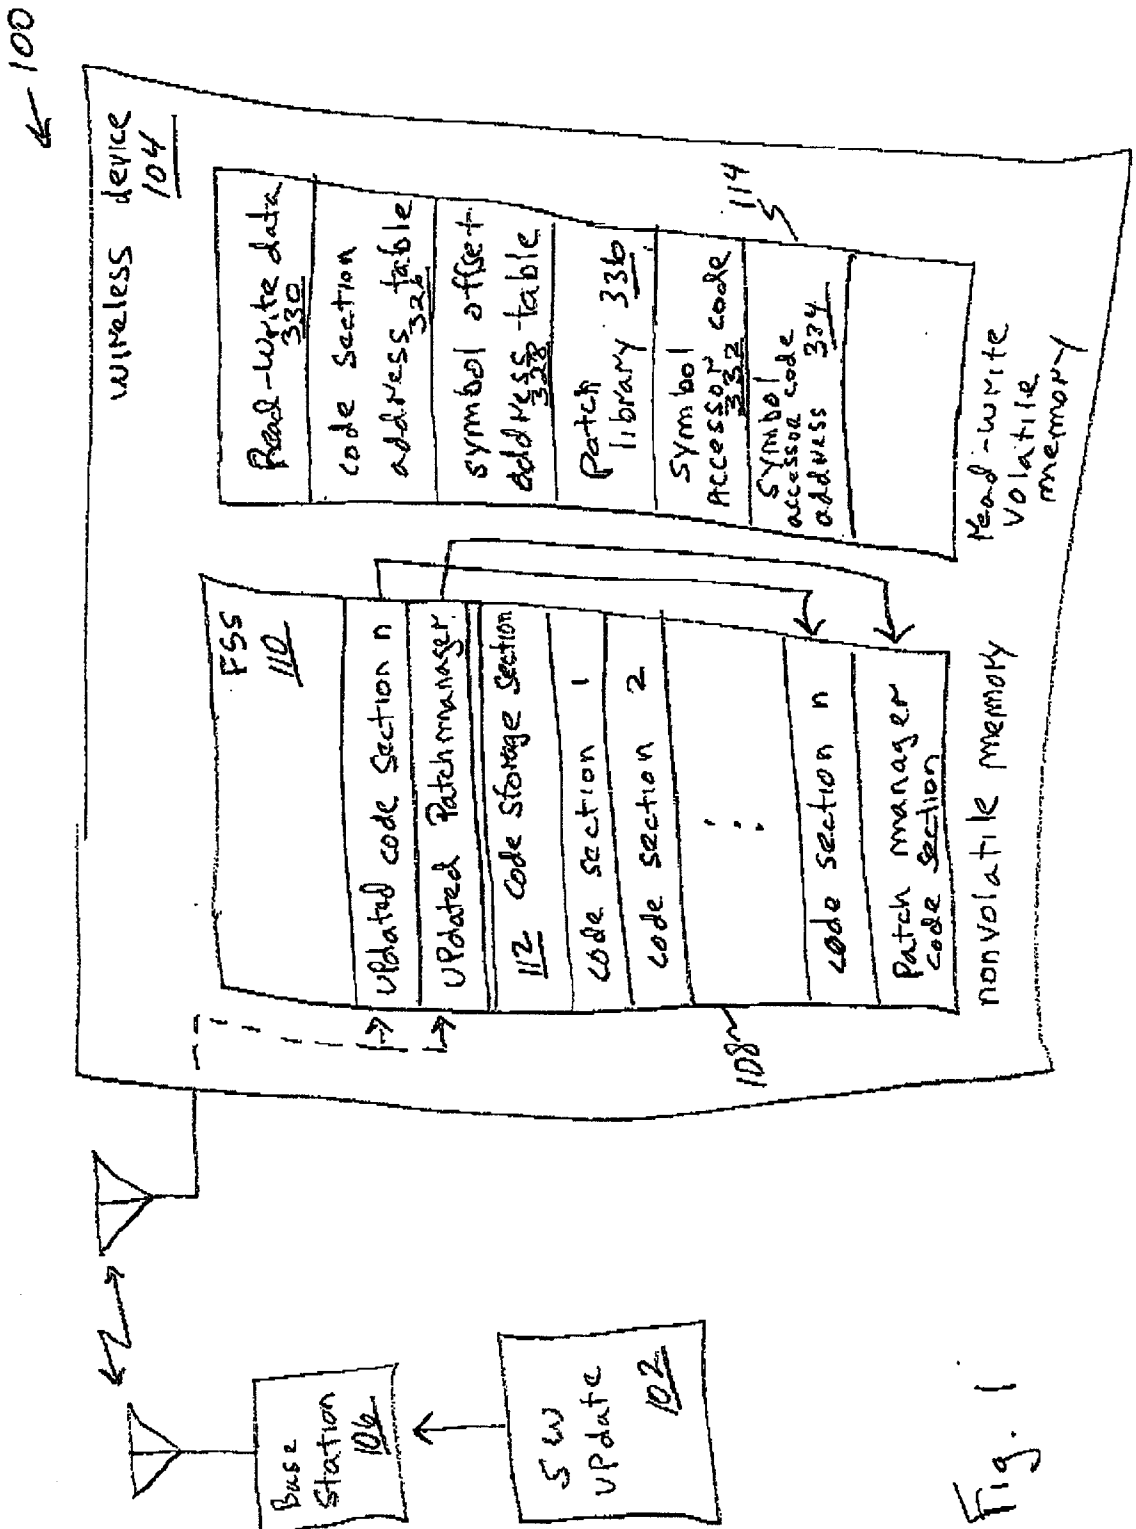 100
wireless device
104
FSS
110
Updated code Section n
Updated Patchmanager
112 code storage section
code section 1
code section 2
code section n
Patch manager
code section
108
nonvolatile memory
Read-write data
330
code section
address table
326
symbol offset
address table
328
Patch
library 336
symbol
Accessor code
332
symbol
accessor code
address 334
114
read-write
volatile
memory
Base
Station
106
SW
update
102
Fig. 1